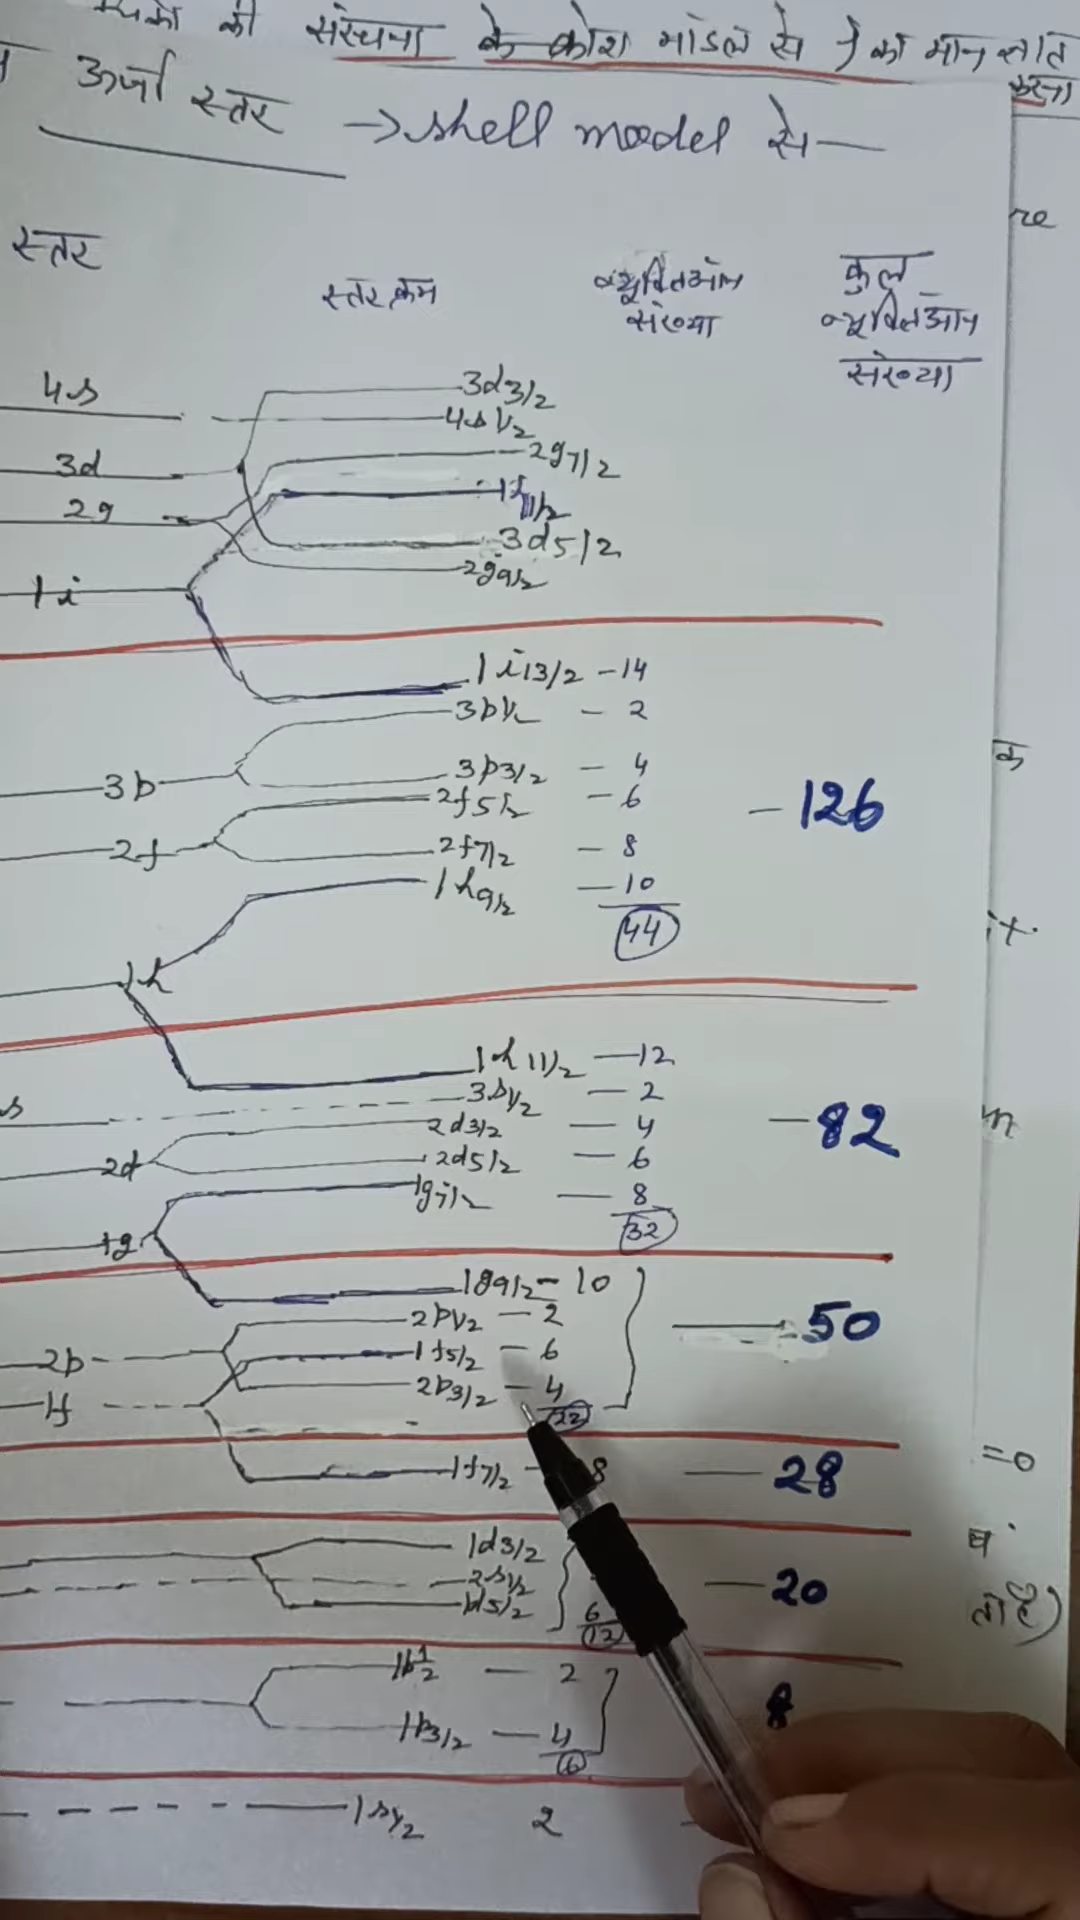 की संरचना के कोश मॉडल से J का मान ज्ञात
करना
ऊर्जा स्तर → shell model से —
re
स्तर
स्तर क्रम
न्यूक्लिऑन
संख्या
कुल
न्यूक्लिऑन
संख्या
4s
3d3/2
4s1/2
3d
2g7/2
2g
11/2
3d5/2
2g9/2
1i
1i13/2 – 14
3p1/2 – 2
3p
3p3/2 – 4
2f5/2 – 6
– 126
2f
2f7/2 – 8
1h9/2 – 10
44
1h
1h11/2 – 12
s
3s1/2 – 2
2d3/2 – 4
– 82
2d
2d5/2 – 6
1g7/2 – 8
32
1g
1g9/2 – 10
2p1/2 – 2
— 50
2p
1f5/2 – 6
1f
2p3/2 – 4
22
1f7/2 – 8
— 28
=0
1d3/2
2s1/2
— 20
1d5/2
6
12
1p1/2 — 2
8
1p3/2 — 4
6
1s1/2 2